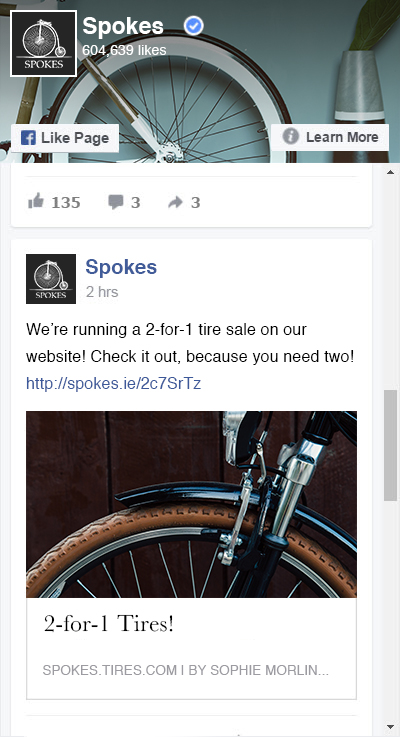 Spokes
604,639 likes
SPOKES
Like Page
Learn More
135
3
3
Spokes
2 hrs
SPOKES
We’re running a 2-for-1 tire sale on our
website! Check it out, because you need two!
http://spokes.ie/2c7SrTz
2-for-1 Tires!
SPOKES.TIRES.COM I BY SOPHIE MORLIN...